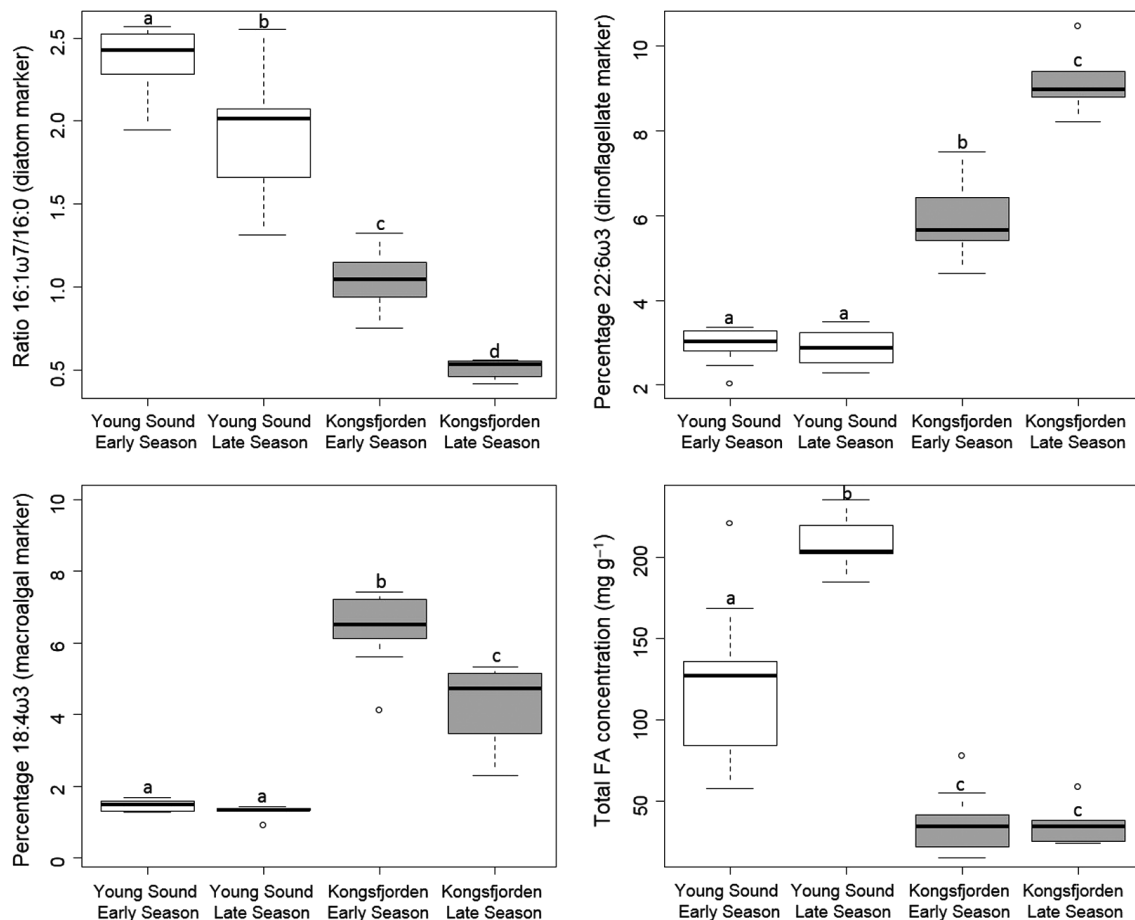 Ratio 16:1ω7/16:0 (diatom marker)
2.5
2.0
1.5
1.0
0.5
a
b
c
d
Young Sound
Early Season
Young Sound
Late Season
Kongsfjorden
Early Season
Kongsfjorden
Late Season
Percentage 22:6ω3 (dinoflagellate marker)
10
8
6
4
2
a
a
b
c
Young Sound
Early Season
Young Sound
Late Season
Kongsfjorden
Early Season
Kongsfjorden
Late Season
Percentage 18:4ω3 (macroalgal marker)
10
8
6
4
2
0
a
a
b
c
Young Sound
Early Season
Young Sound
Late Season
Kongsfjorden
Early Season
Kongsfjorden
Late Season
Total FA concentration (mg g⁻¹)
200
150
100
50
a
b
c
c
Young Sound
Early Season
Young Sound
Late Season
Kongsfjorden
Early Season
Kongsfjorden
Late Season